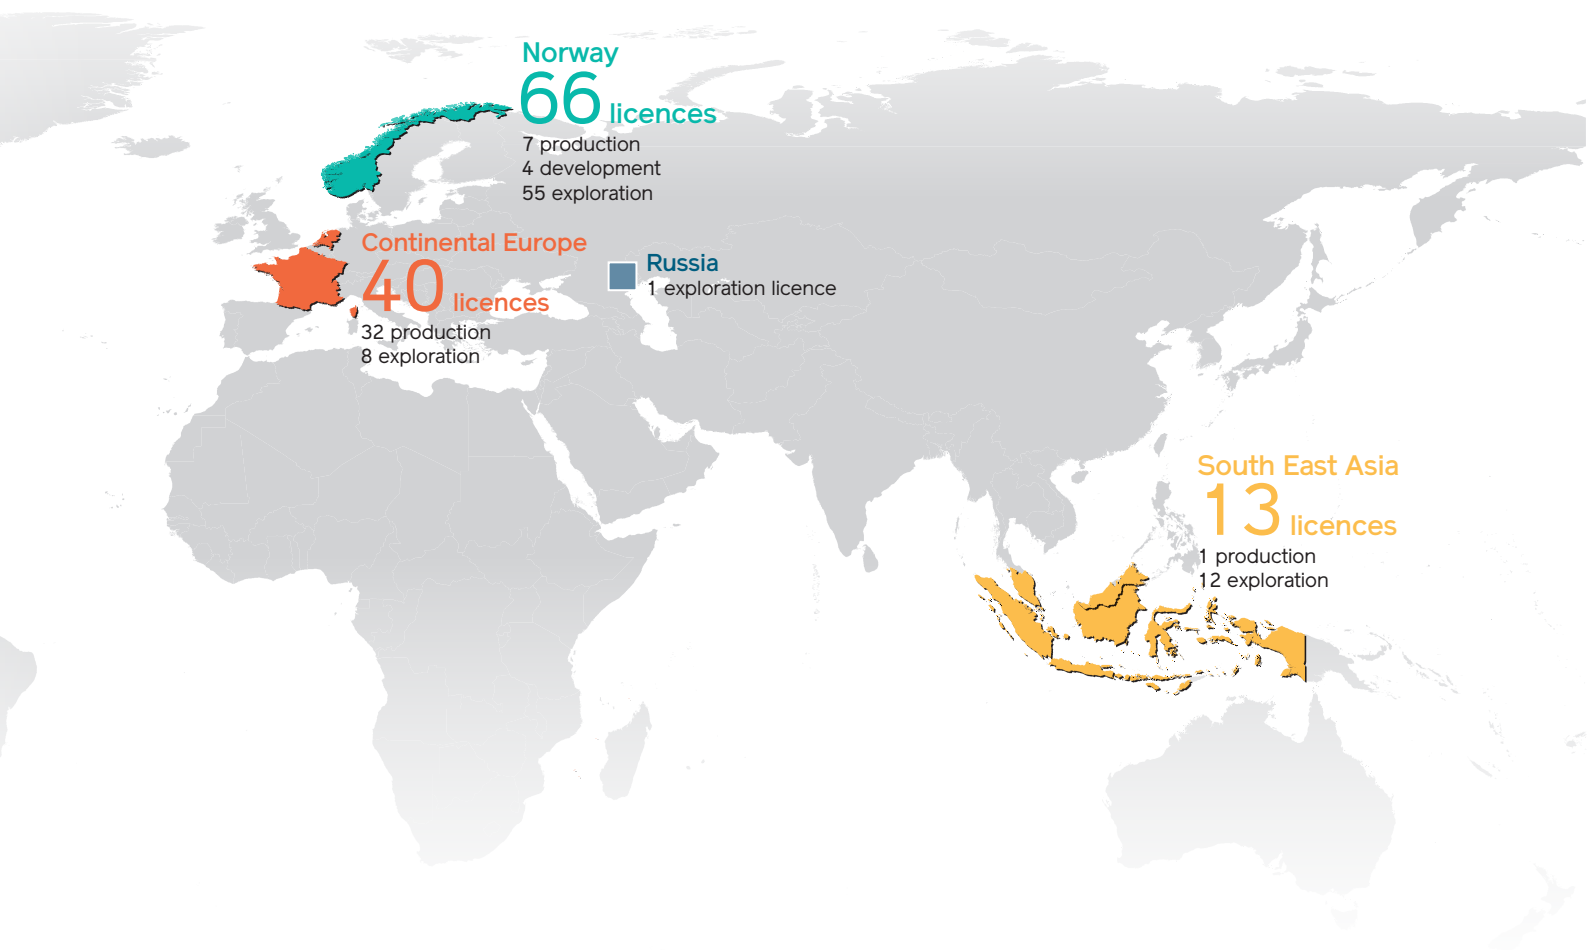 Norway
66 licences
7 production
4 development
55 exploration
Continental Europe
40 licences
32 production
8 exploration
Russia
1 exploration licence
South East Asia
13 licences
1 production
12 exploration